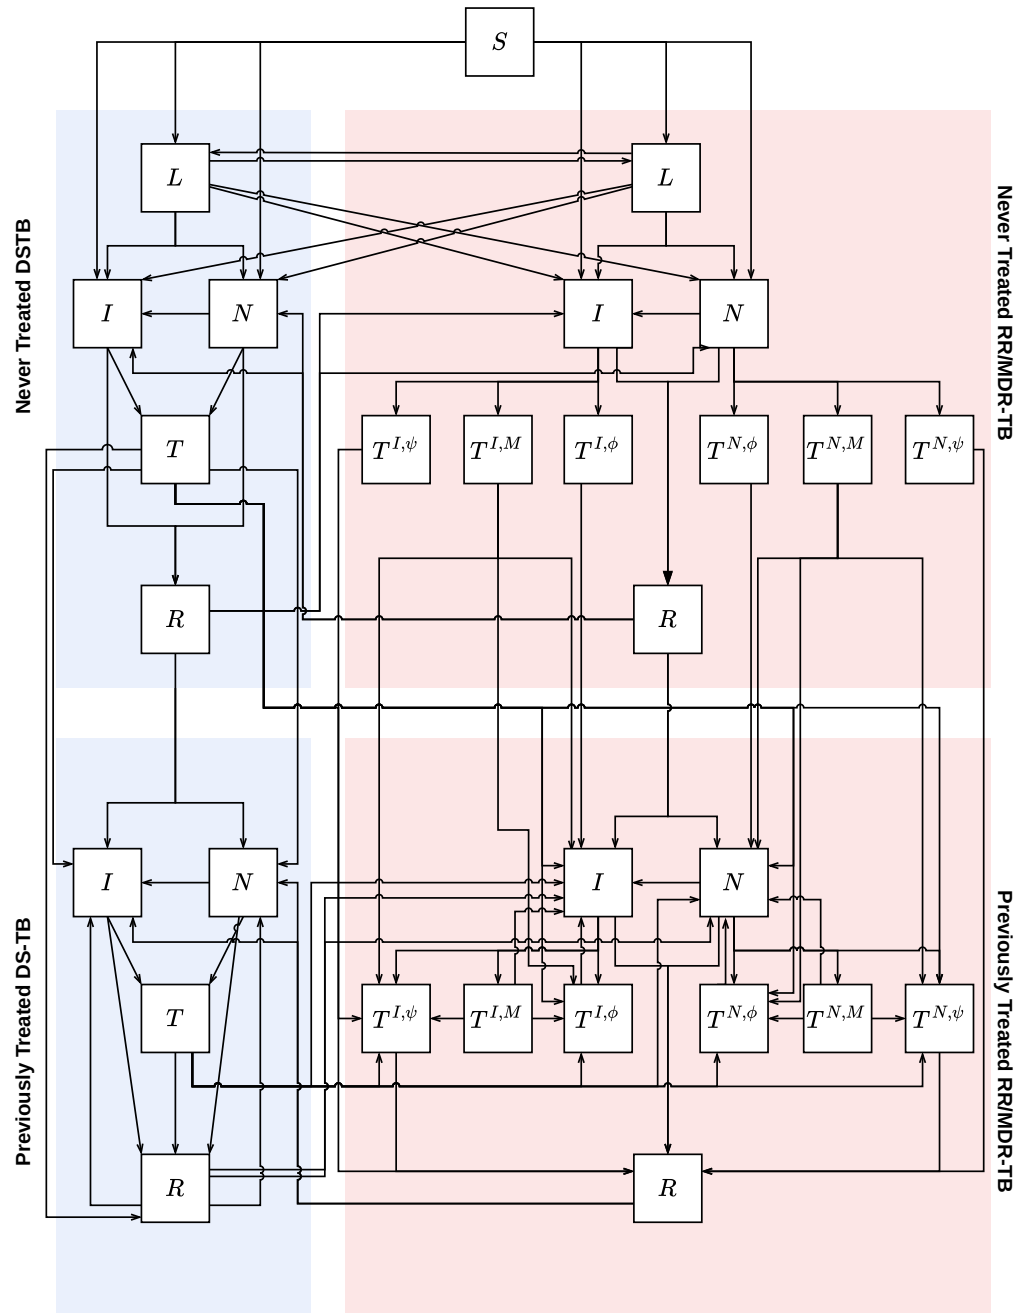 S
Never Treated DSTB
Never Treated RR/MDR-TB
L
L
I
N
I
N
T
T^{I,ψ}
T^{I,M}
T^{I,ϕ}
T^{N,ϕ}
T^{N,M}
T^{N,ψ}
R
R
Previously Treated DS-TB
Previously Treated RR/MDR-TB
I
N
I
N
T
T^{I,ψ}
T^{I,M}
T^{I,ϕ}
T^{N,ϕ}
T^{N,M}
T^{N,ψ}
R
R